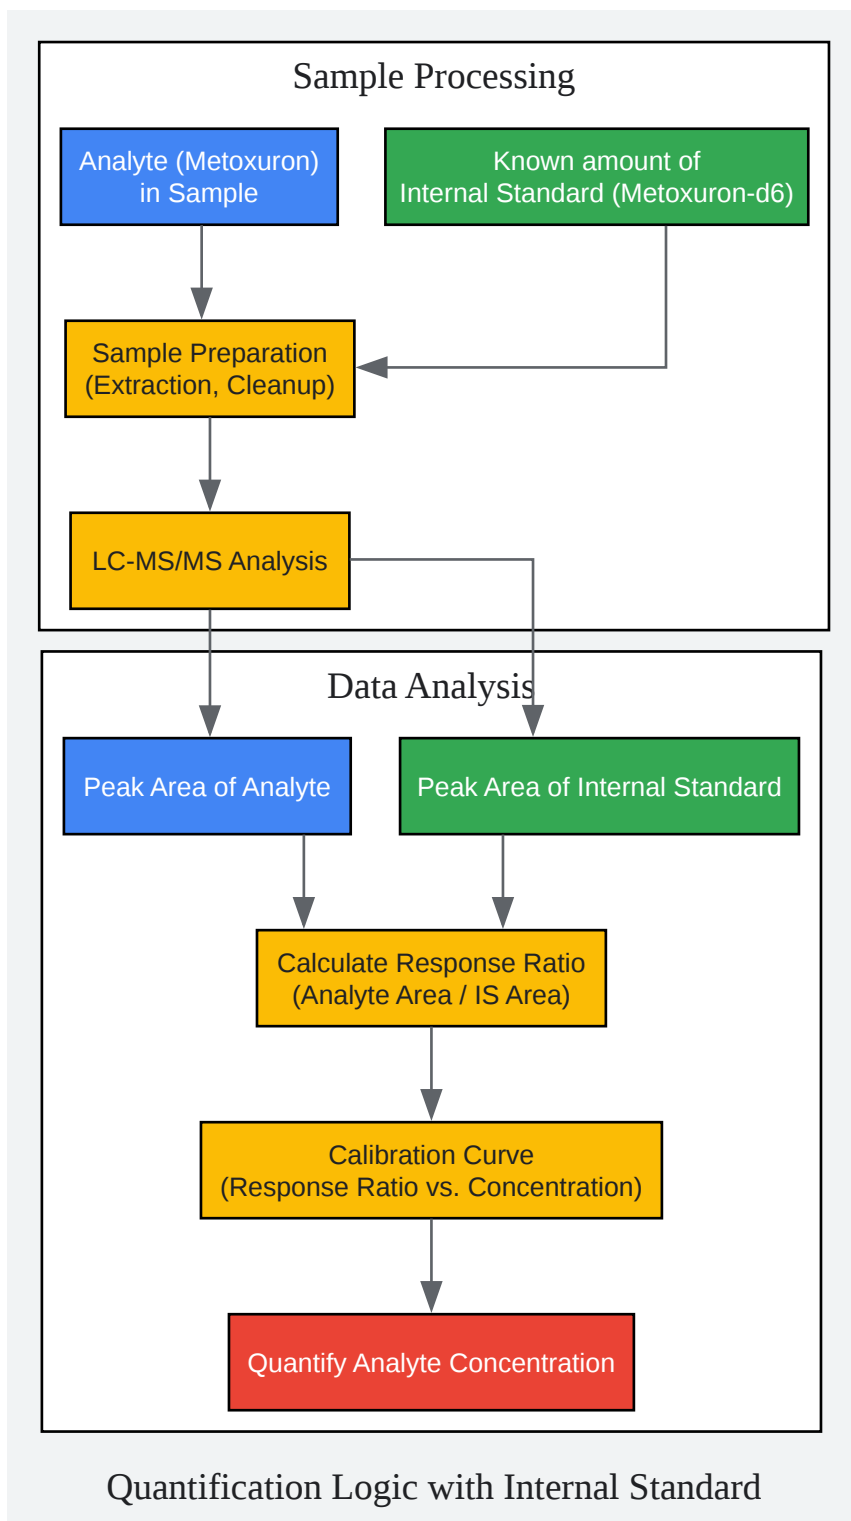 Sample Processing
Analyte (Metoxuron)
in Sample
Known amount of
Internal Standard (Metoxuron-d6)
Sample Preparation
(Extraction, Cleanup)
LC-MS/MS Analysis
Data Analysis
Peak Area of Analyte
Peak Area of Internal Standard
Calculate Response Ratio
(Analyte Area / IS Area)
Calibration Curve
(Response Ratio vs. Concentration)
Quantify Analyte Concentration
Quantification Logic with Internal Standard